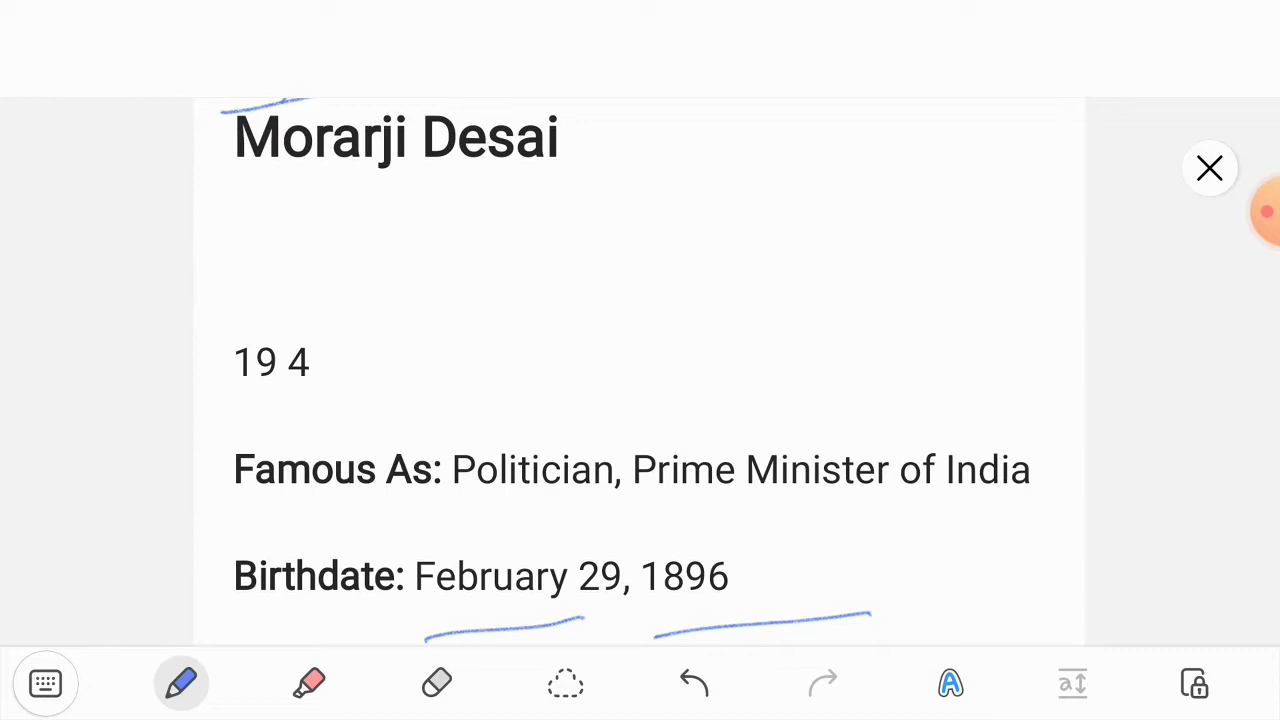 Morarji Desai
19 4
Famous As: Politician, Prime Minister of India
Birthdate: February 29, 1896